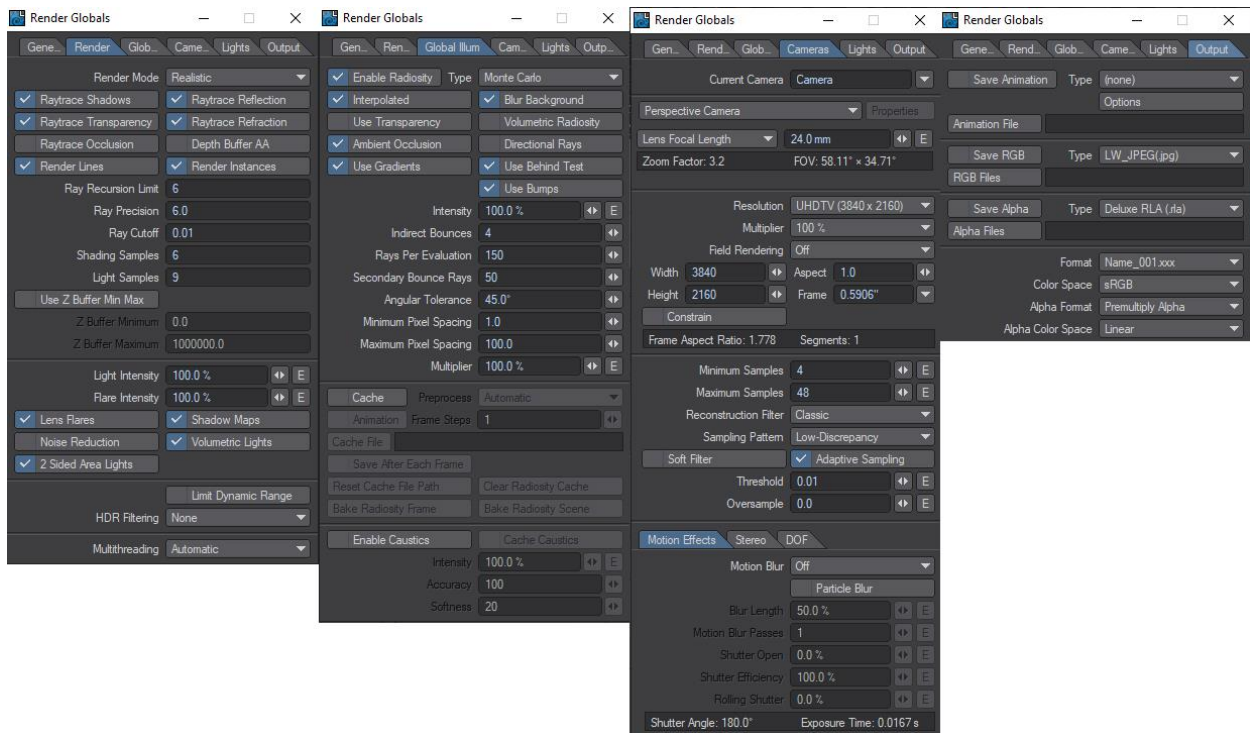 Render Globals
Gene... Render Glob... Came... Lights Output
Render Mode Realistic
Raytrace Shadows Raytrace Reflection
Raytrace Transparency Raytrace Refraction
Raytrace Occlusion Depth Buffer AA
Render Lines Render Instances
Ray Recursion Limit 6
Ray Precision 6.0
Ray Cutoff 0.01
Shading Samples 6
Light Samples 9
Use Z Buffer Min Max
Z Buffer Minimum 0.0
Z Buffer Maximum 1000000.0
Light Intensity 100.0 % E
Flare Intensity 100.0 % E
Lens Flares Shadow Maps
Noise Reduction Volumetric Lights
2 Sided Area Lights
Limit Dynamic Range
HDR Filtering None
Multithreading Automatic
Render Globals
Gen... Ren... Global Illum Cam... Lights Outp...
Enable Radiosity Type Monte Carlo
Interpolated Blur Background
Use Transparency Volumetric Radiosity
Ambient Occlusion Directional Rays
Use Gradients Use Behind Test
Use Bumps
Intensity 100.0 % E
Indirect Bounces 4
Rays Per Evaluation 150
Secondary Bounce Rays 50
Angular Tolerance 45.0°
Minimum Pixel Spacing 1.0
Maximum Pixel Spacing 100.0
Multiplier 100.0 % E
Cache Preprocess Automatic
Animation Frame Steps 1
Cache File
Save After Each Frame
Reset Cache File Path Clear Radiosity Cache
Bake Radiosity Frame Bake Radiosity Scene
Enable Caustics Cache Caustics
Intensity 100.0 % E
Accuracy 100
Softness 20
Render Globals
Gen... Rend... Glob... Cameras Lights Output
Current Camera Camera
Perspective Camera Properties
Lens Focal Length 24.0 mm E
Zoom Factor: 3.2 FOV: 58.11° × 34.71°
Resolution UHDTV (3840 x 2160)
Multiplier 100 %
Field Rendering Off
Width 3840 Aspect 1.0
Height 2160 Frame 0.5906"
Constrain
Frame Aspect Ratio: 1.778 Segments: 1
Minimum Samples 4 E
Maximum Samples 48 E
Reconstruction Filter Classic
Sampling Pattern Low-Discrepancy
Soft Filter Adaptive Sampling
Threshold 0.01 E
Oversample 0.0 E
Motion Effects Stereo DOF
Motion Blur Off
Particle Blur
Blur Length 50.0 % E
Motion Blur Passes 1 E
Shutter Open 0.0 % E
Shutter Efficiency 100.0 % E
Rolling Shutter 0.0 % E
Shutter Angle: 180.0° Exposure Time: 0.0167 s
Render Globals
Gene... Rend... Glob... Came... Lights Output
Save Animation Type (none)
Options
Animation File
Save RGB Type LW_JPEG(.jpg)
RGB Files
Save Alpha Type Deluxe RLA (.rla)
Alpha Files
Format Name_001.xxx
Color Space sRGB
Alpha Format Premultiply Alpha
Alpha Color Space Linear